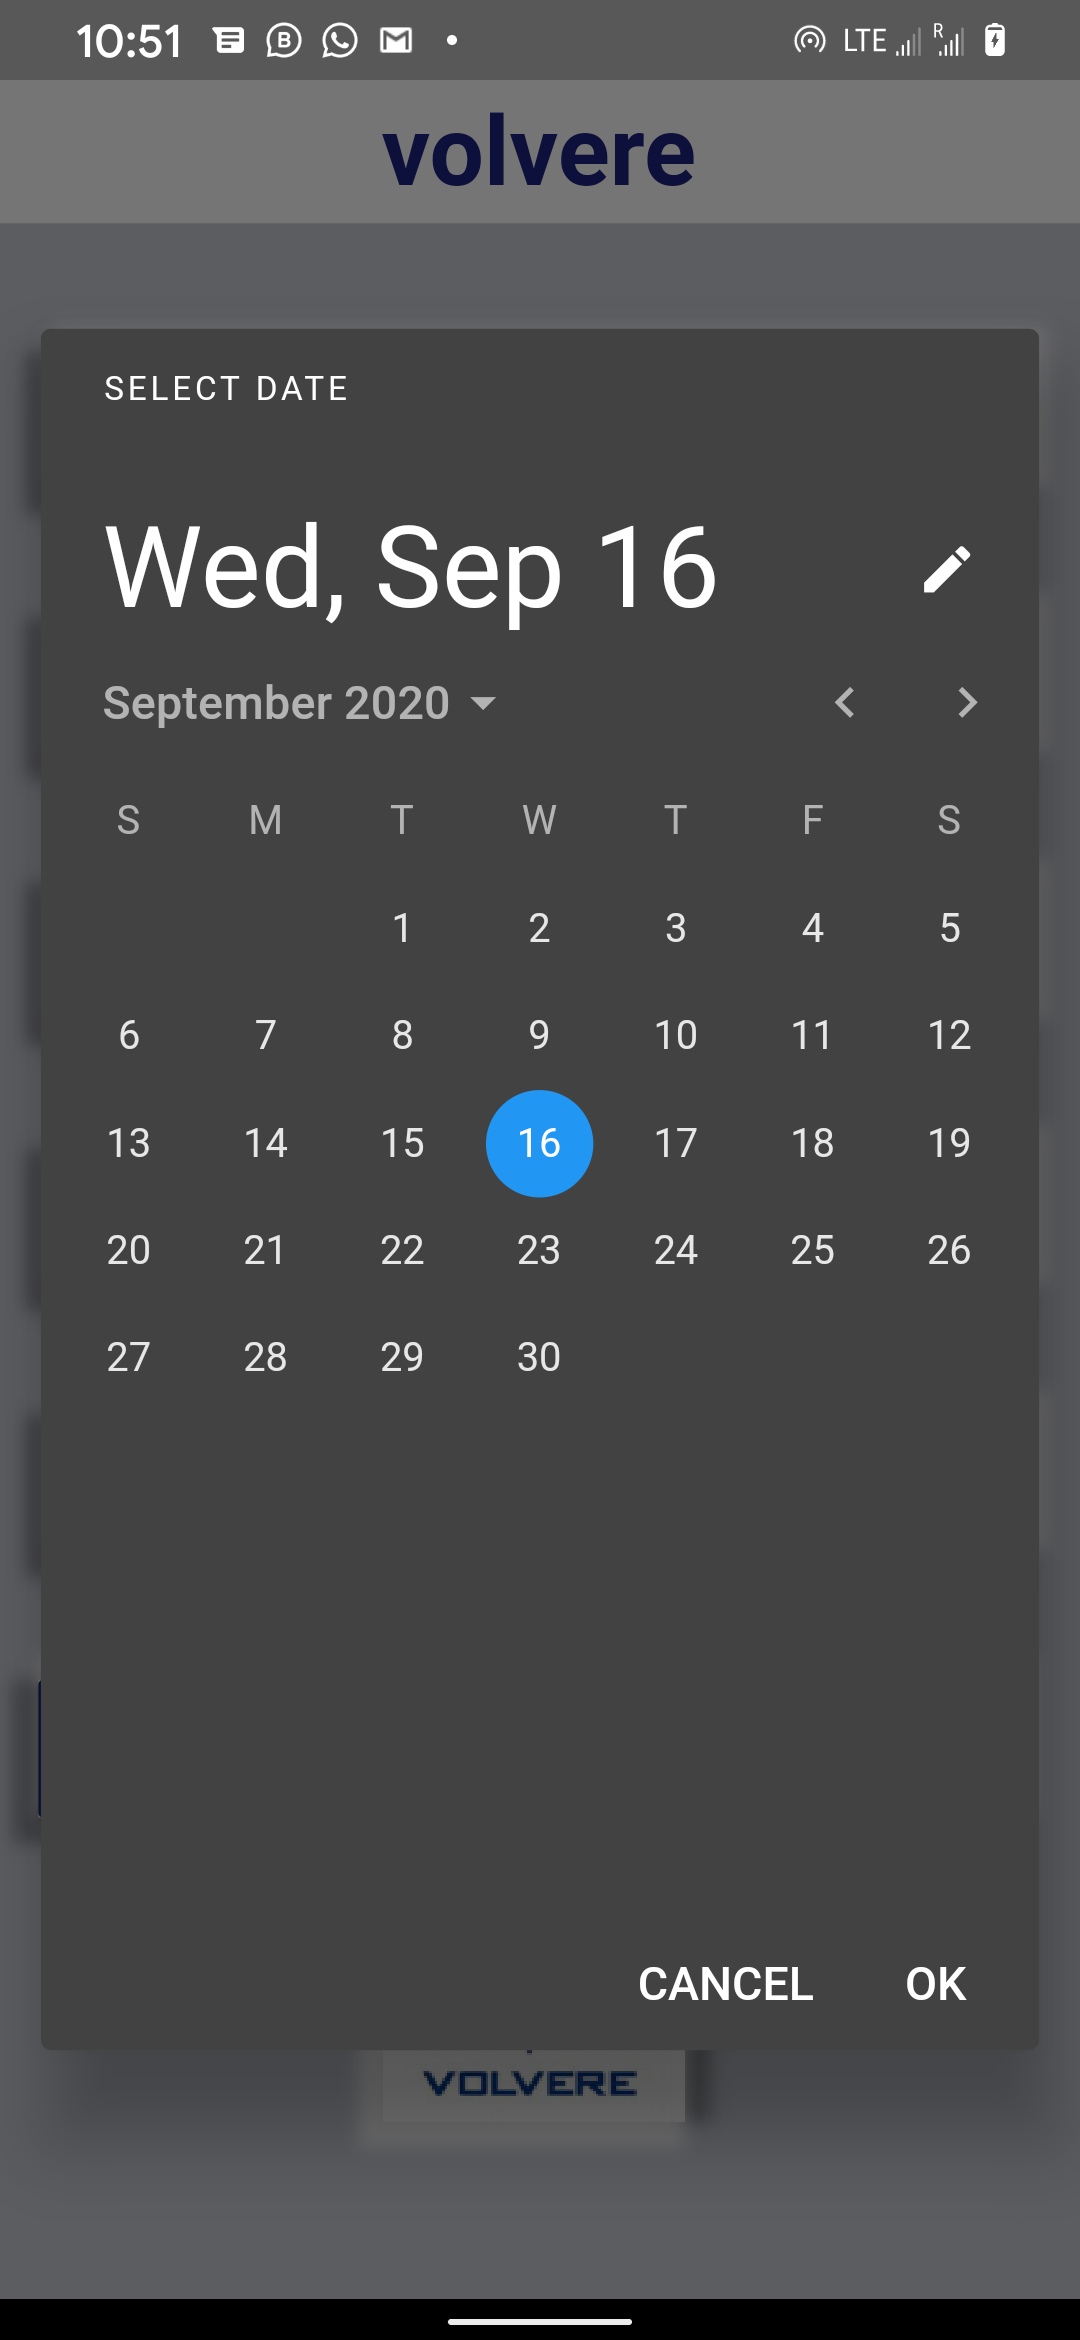 10:51 LTE R
volvere
SELECT DATE
Wed, Sep 16
September 2020
S M T W T F S
1 2 3 4 5
6 7 8 9 10 11 12
13 14 15 16 17 18 19
20 21 22 23 24 25 26
27 28 29 30
CANCEL OK
VOLVERE